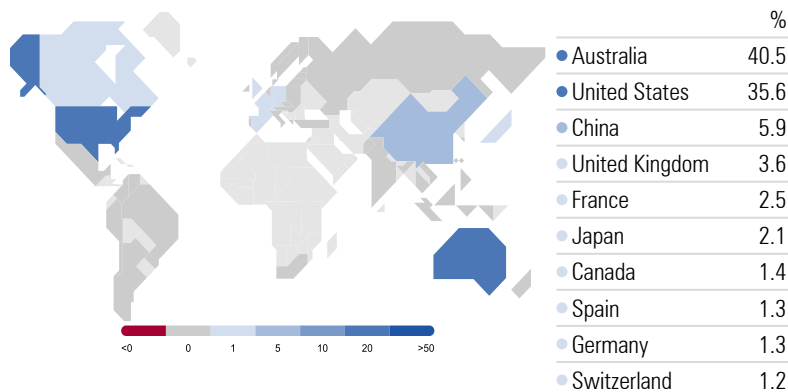 %
Australia 40.5
United States 35.6
China 5.9
United Kingdom 3.6
France 2.5
Japan 2.1
Canada 1.4
Spain 1.3
Germany 1.3
Switzerland 1.2
<0 0 1 5 10 20 >50